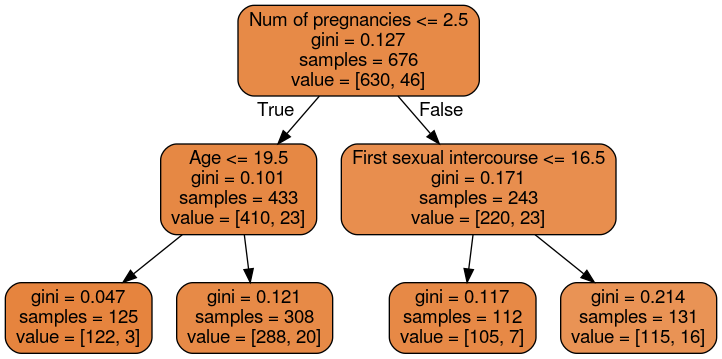 Num of pregnancies <= 2.5
gini = 0.127
samples = 676
value = [630, 46]
True
False
Age <= 19.5
gini = 0.101
samples = 433
value = [410, 23]
First sexual intercourse <= 16.5
gini = 0.171
samples = 243
value = [220, 23]
gini = 0.047
samples = 125
value = [122, 3]
gini = 0.121
samples = 308
value = [288, 20]
gini = 0.117
samples = 112
value = [105, 7]
gini = 0.214
samples = 131
value = [115, 16]